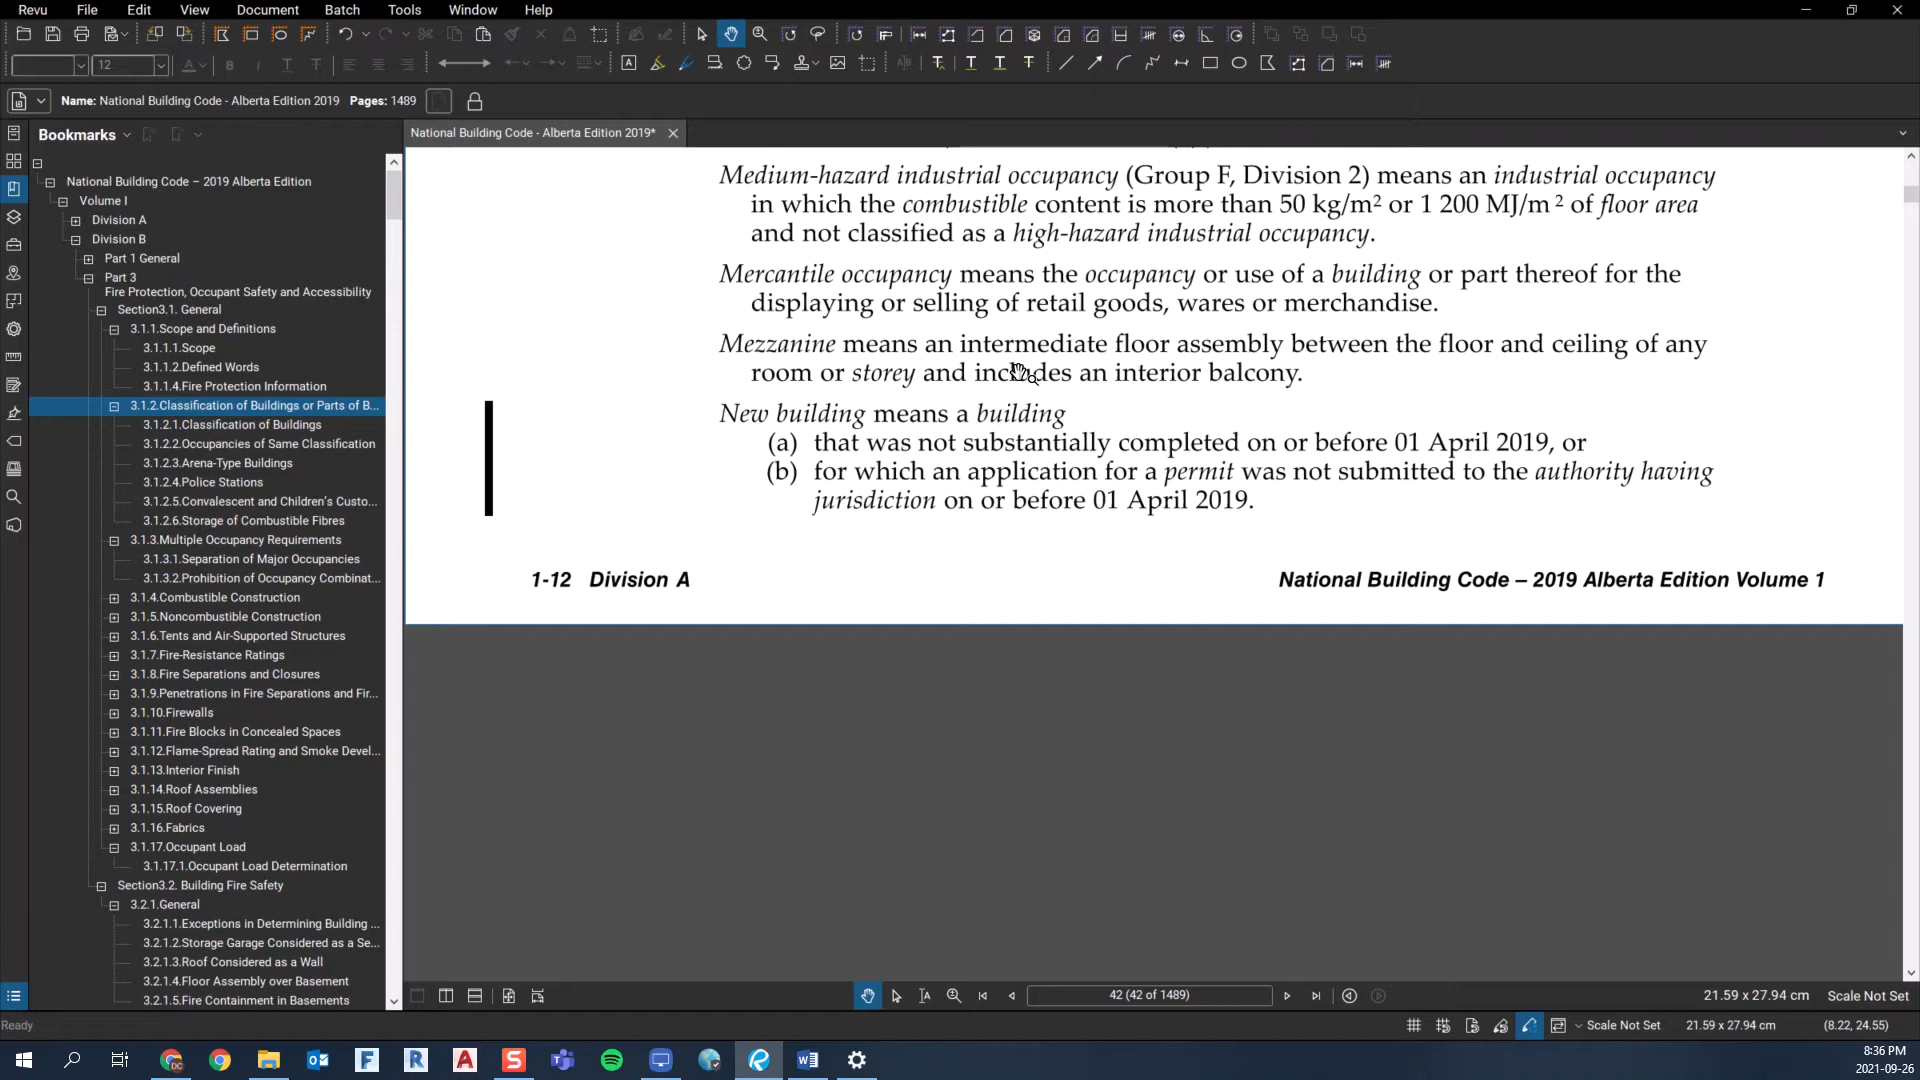 Revu File Edit View Document Batch Tools Window Help
12
Name: National Building Code - Alberta Edition 2019 Pages: 1489
Bookmarks
National Building Code - Alberta Edition 2019*
National Building Code – 2019 Alberta Edition
Volume I
Division A
Division B
Part 1 General
Part 3
Fire Protection, Occupant Safety and Accessibility
Section3.1. General
3.1.1.Scope and Definitions
3.1.1.1.Scope
3.1.1.2.Defined Words
3.1.1.4.Fire Protection Information
3.1.2.Classification of Buildings or Parts of B...
3.1.2.1.Classification of Buildings
3.1.2.2.Occupancies of Same Classification
3.1.2.3.Arena-Type Buildings
3.1.2.4.Police Stations
3.1.2.5.Convalescent and Children's Custo...
3.1.2.6.Storage of Combustible Fibres
3.1.3.Multiple Occupancy Requirements
3.1.3.1.Separation of Major Occupancies
3.1.3.2.Prohibition of Occupancy Combinat...
3.1.4.Combustible Construction
3.1.5.Noncombustible Construction
3.1.6.Tents and Air-Supported Structures
3.1.7.Fire-Resistance Ratings
3.1.8.Fire Separations and Closures
3.1.9.Penetrations in Fire Separations and Fir...
3.1.10.Firewalls
3.1.11.Fire Blocks in Concealed Spaces
3.1.12.Flame-Spread Rating and Smoke Devel...
3.1.13.Interior Finish
3.1.14.Roof Assemblies
3.1.15.Roof Covering
3.1.16.Fabrics
3.1.17.Occupant Load
3.1.17.1.Occupant Load Determination
Section3.2. Building Fire Safety
3.2.1.General
3.2.1.1.Exceptions in Determining Building ...
3.2.1.2.Storage Garage Considered as a Se...
3.2.1.3.Roof Considered as a Wall
3.2.1.4.Floor Assembly over Basement
3.2.1.5.Fire Containment in Basements
Medium-hazard industrial occupancy (Group F, Division 2) means an industrial occupancy
in which the combustible content is more than 50 kg/m² or 1 200 MJ/m² of floor area
and not classified as a high-hazard industrial occupancy.
Mercantile occupancy means the occupancy or use of a building or part thereof for the
displaying or selling of retail goods, wares or merchandise.
Mezzanine means an intermediate floor assembly between the floor and ceiling of any
room or storey and includes an interior balcony.
New building means a building
(a) that was not substantially completed on or before 01 April 2019, or
(b) for which an application for a permit was not submitted to the authority having
jurisdiction on or before 01 April 2019.
1-12 Division A
National Building Code – 2019 Alberta Edition Volume 1
42 (42 of 1489)
21.59 x 27.94 cm Scale Not Set
Ready
Scale Not Set 21.59 x 27.94 cm (8.22, 24.55)
8:36 PM
2021-09-26